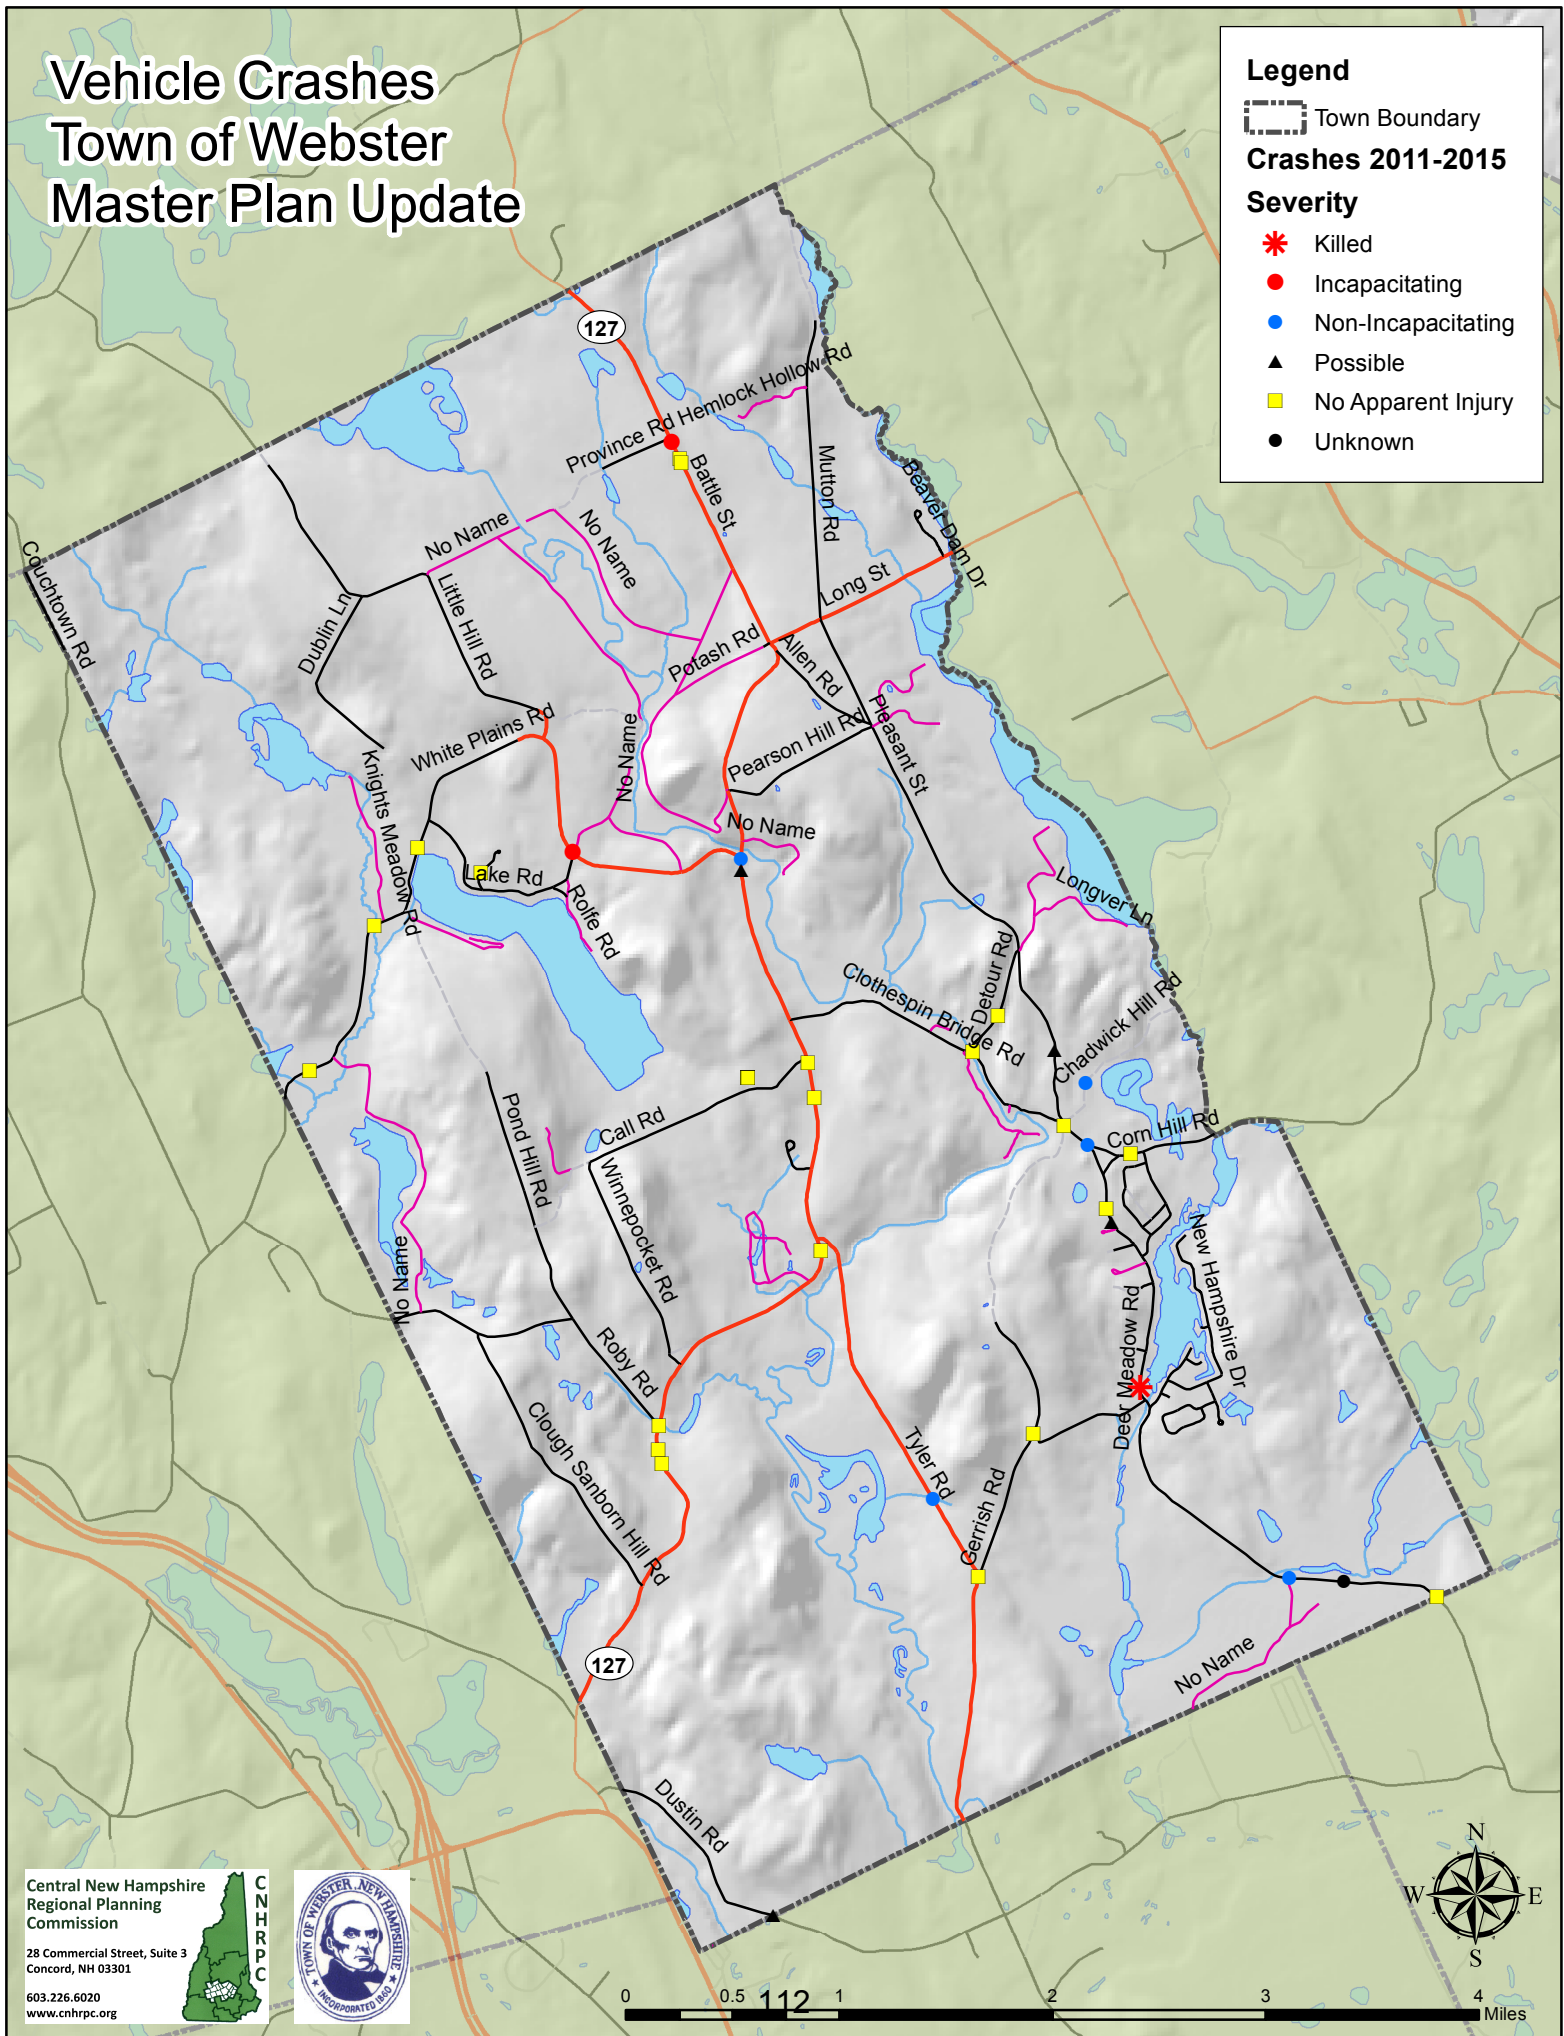 Vehicle Crashes
Town of Webster
Master Plan Update
Legend
Town Boundary
Crashes 2011-2015
Severity
Killed
Incapacitating
Non-Incapacitating
Possible
No Apparent Injury
Unknown
127
Hemlock Hollow Rd
Province Rd
Battle St
Mutton Rd
Beaver Dam Dr
No Name
No Name
Couchtown Rd
Dublin Ln
Little Hill Rd
Long St
Potash Rd
Allen Rd
Pleasant St
White Plains Rd
No Name
Pearson Hill Rd
Knights Meadow Rd
No Name
Lake Rd
Rolfe Rd
Longver Ln
Detour Rd
Clothespin Bridge Rd
Chadwick Hill Rd
Pond Hill Rd
Call Rd
Corn Hill Rd
Winnepocket Rd
No Name
New Hampshire Dr
Roby Rd
Deer Meadow Rd
Clough Sanborn Hill Rd
Tyler Rd
Gerrish Rd
127
No Name
Dustin Rd
N
W
E
S
Central New Hampshire
Regional Planning
Commission
28 Commercial Street, Suite 3
Concord, NH 03301
603.226.6020
www.cnhrpc.org
CNHRPC
TOWN OF WEBSTER, NEW HAMPSHIRE
INCORPORATED 1860
0 0.5 1 2 3 4
Miles
112